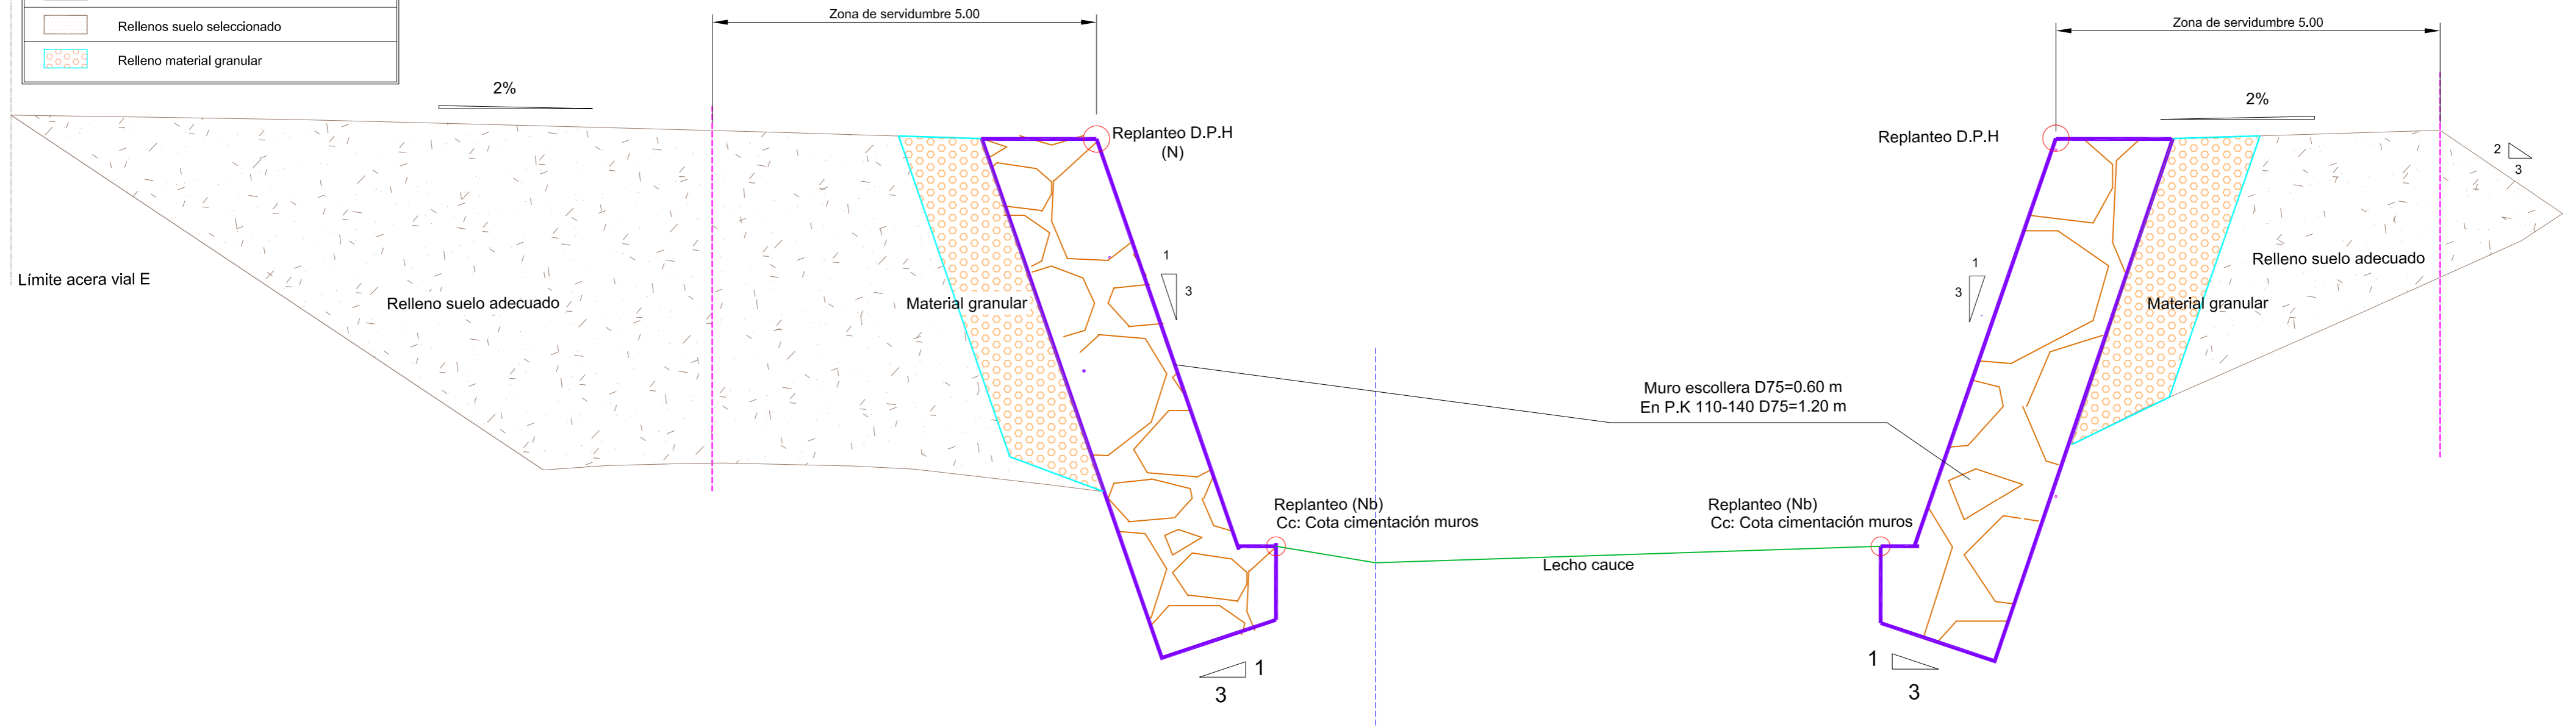 Zona de servidumbre 5.00
Zona de servidumbre 5.00
Rellenos suelo seleccionado
Relleno material granular
2%
2%
Replanteo D.P.H
(N)
Replanteo D.P.H
2
3
1
3
1
3
Límite acera vial E
Relleno suelo adecuado
Material granular
Material granular
Relleno suelo adecuado
Muro escollera D75=0.60 m
En P.K 110-140 D75=1.20 m
Replanteo (Nb)
Cc: Cota cimentación muros
Replanteo (Nb)
Cc: Cota cimentación muros
Lecho cauce
1
3
1
3